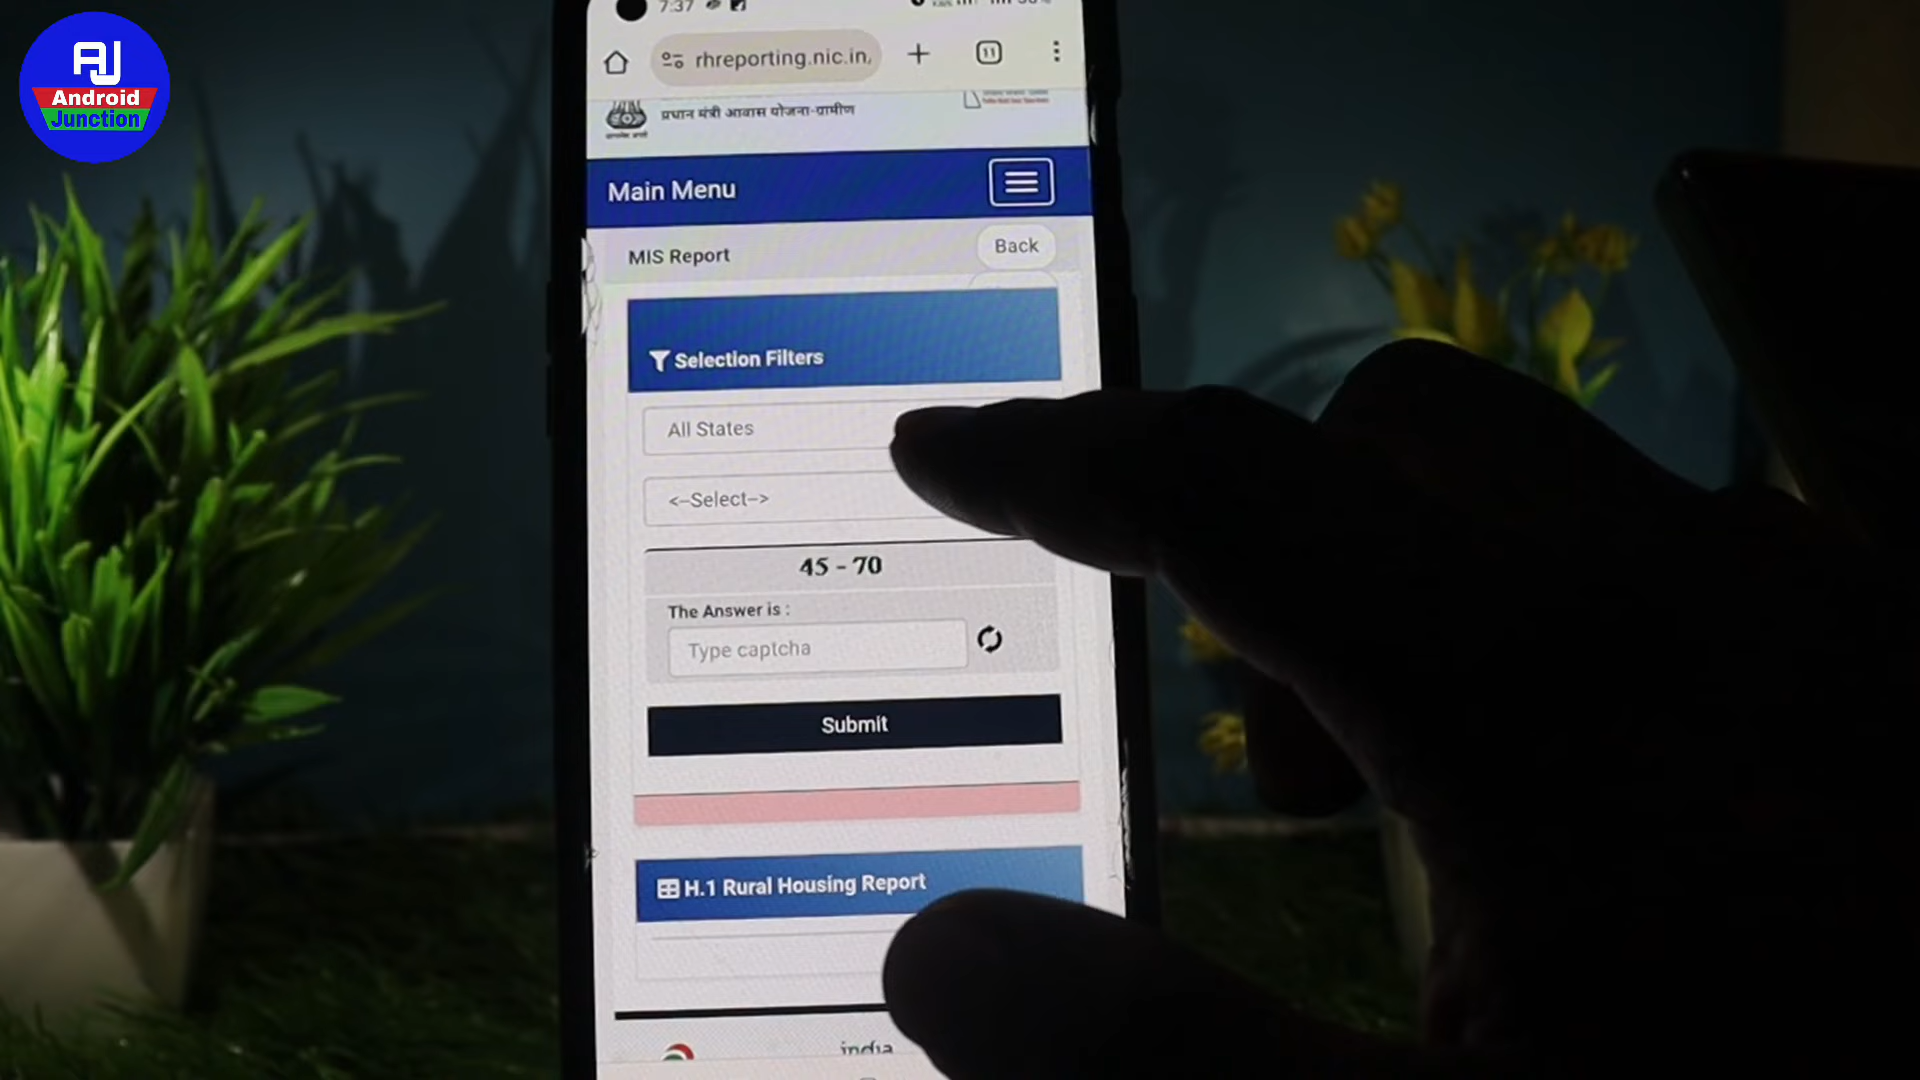 AJ
Android
Junction
7:37
rhreporting.nic.in
11
प्रधान मंत्री आवास योजना-ग्रामीण
Main Menu
MIS Report
Back
Selection Filters
All States
<--Select-->
45 - 70
The Answer is :
Type captcha
Submit
H.1 Rural Housing Report
india